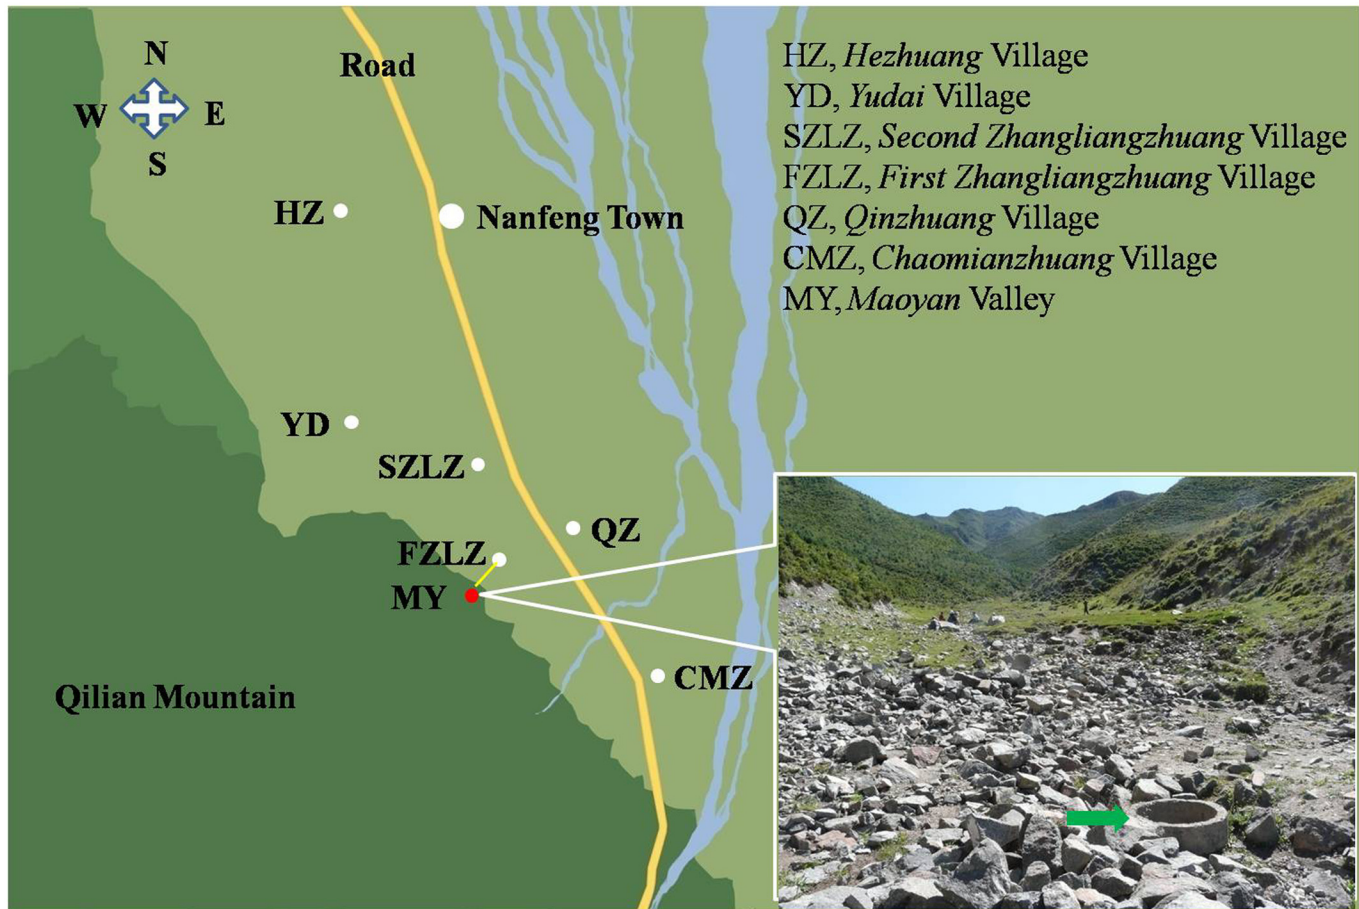 N
W E
S
Road
HZ
Nanfeng Town
YD
SZLZ
QZ
FZLZ
MY
CMZ
Qilian Mountain
HZ, Hezhuang Village
YD, Yudai Village
SZLZ, Second Zhangliangzhuang Village
FZLZ, First Zhangliangzhuang Village
QZ, Qinzhuang Village
CMZ, Chaomianzhuang Village
MY, Maoyan Valley